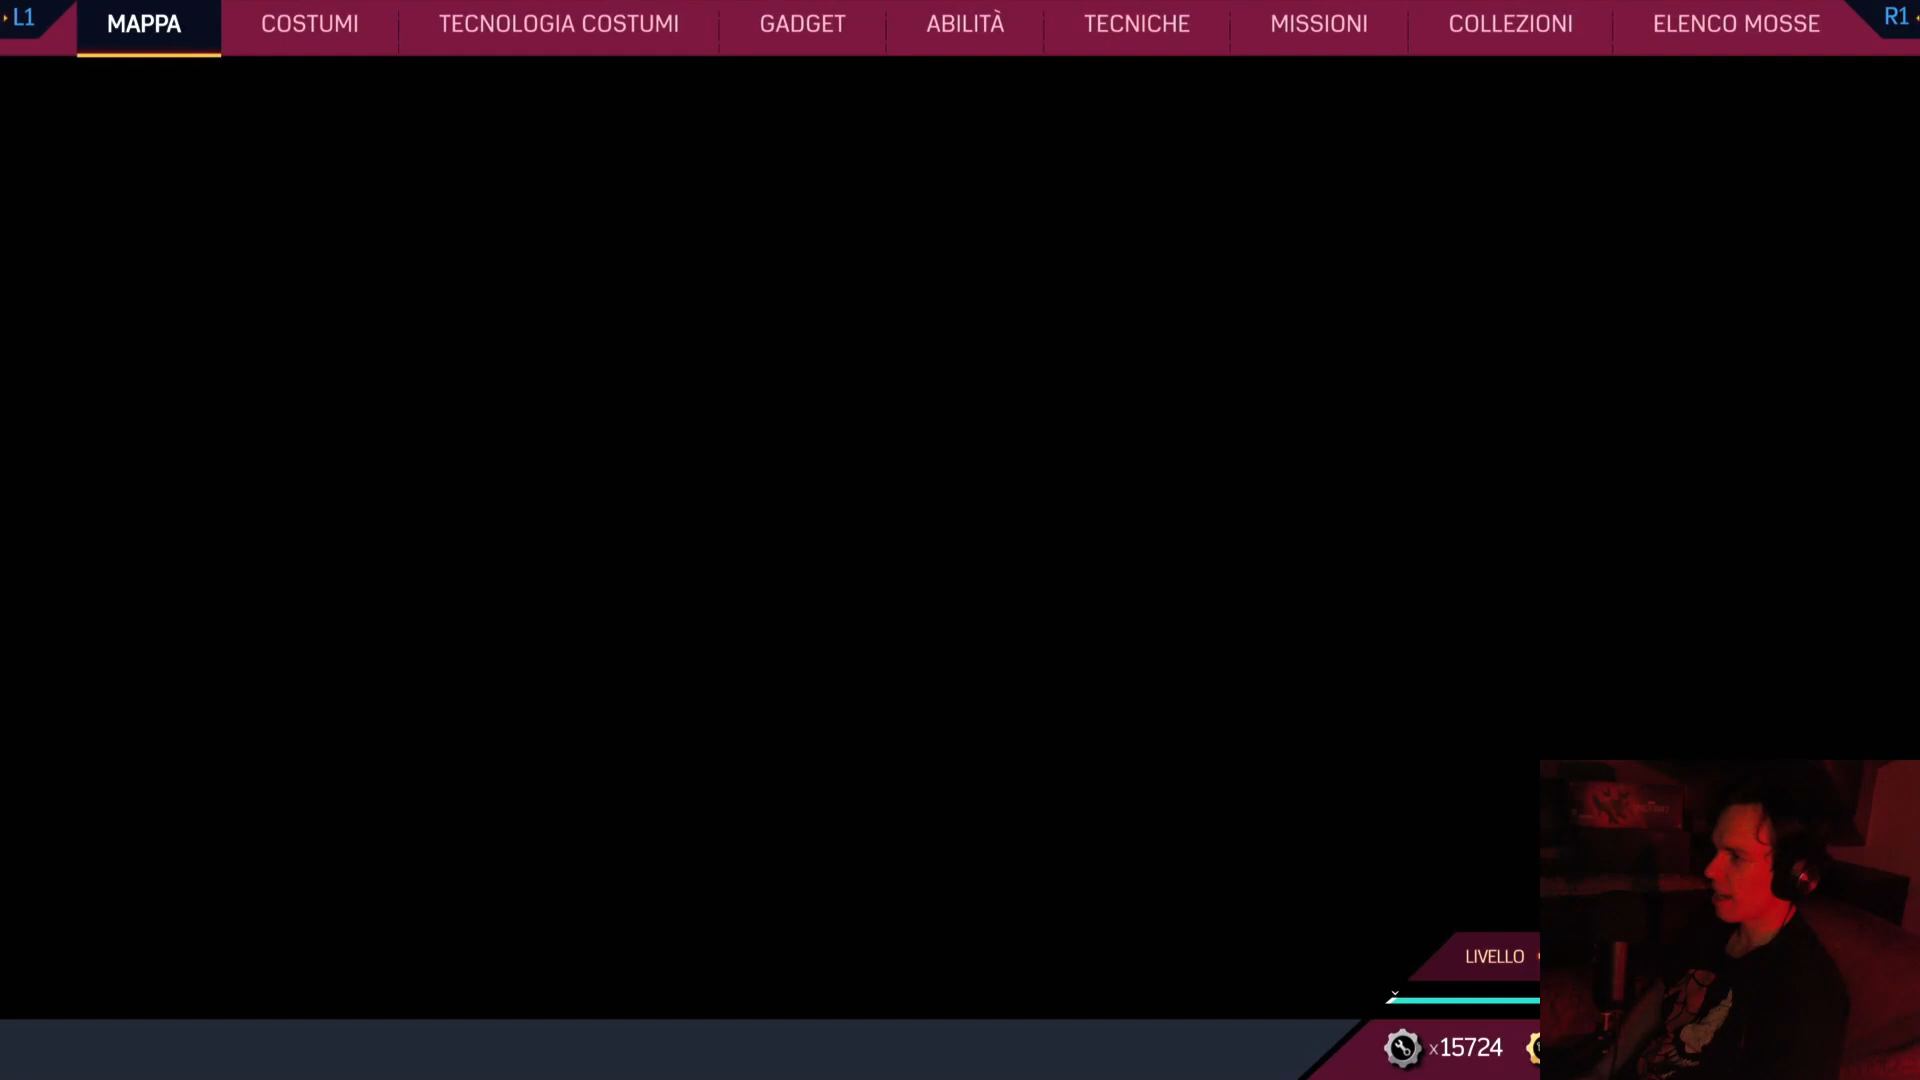 L1 MAPPA COSTUMI TECNOLOGIA COSTUMI GADGET ABILITÀ TECNICHE MISSIONI COLLEZIONI ELENCO MOSSE R1
LIVELLO
x15724